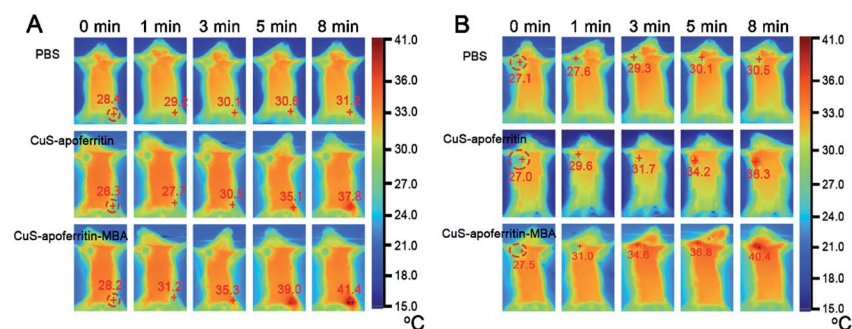 A
0 min 1 min 3 min 5 min 8 min
PBS
28.4 29.2 30.1 30.6 31.2
CuS-apoferritin
26.3 27.7 30.5 35.1 37.8
CuS-apoferritin-MBA
28.2 31.2 35.3 39.0 41.4
41.0
36.0
33.0
30.0
27.0
24.0
21.0
18.0
15.0
°C
B
0 min 1 min 3 min 5 min 8 min
PBS
27.1 27.6 29.3 30.1 30.5
CuS-apoferritin
27.0 29.6 31.7 34.2 36.3
CuS-apoferritin-MBA
27.5 31.0 34.6 36.8 40.4
41.0
36.0
33.0
30.0
27.0
24.0
21.0
18.0
15.0
°C